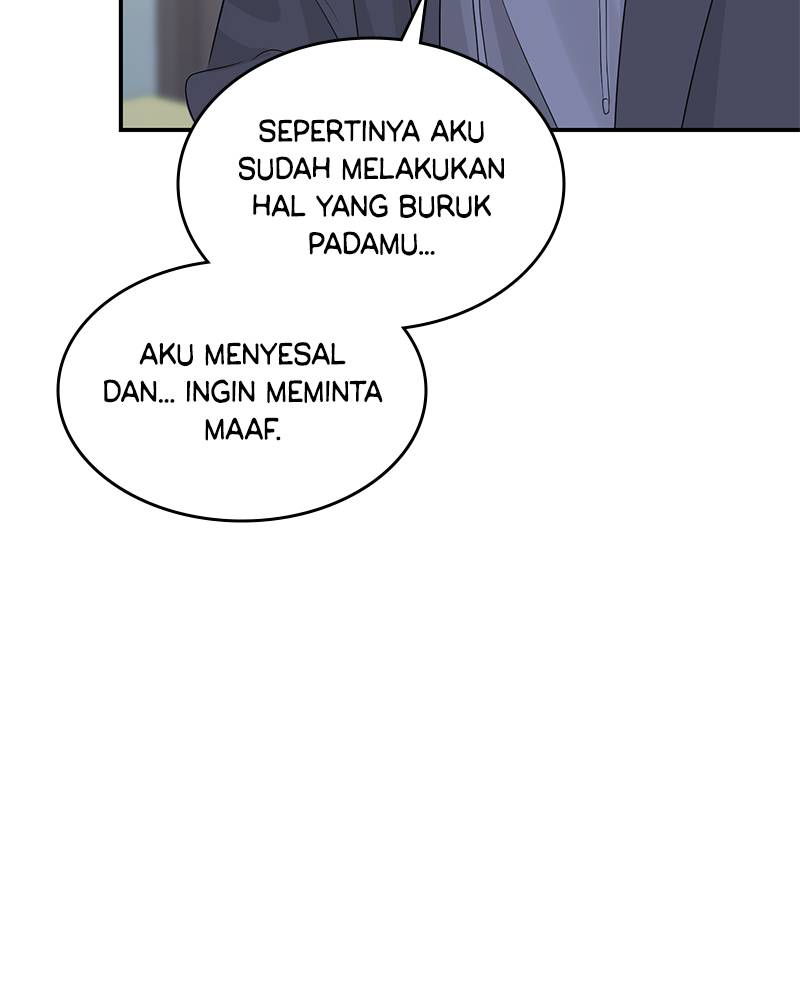 SEPERTINYA AKU
SUDAH MELAKUKAN
HAL YANG BURUK
PADAMU...
AKU MENYESAL
DAN... INGIN MEMINTA
MAAF.